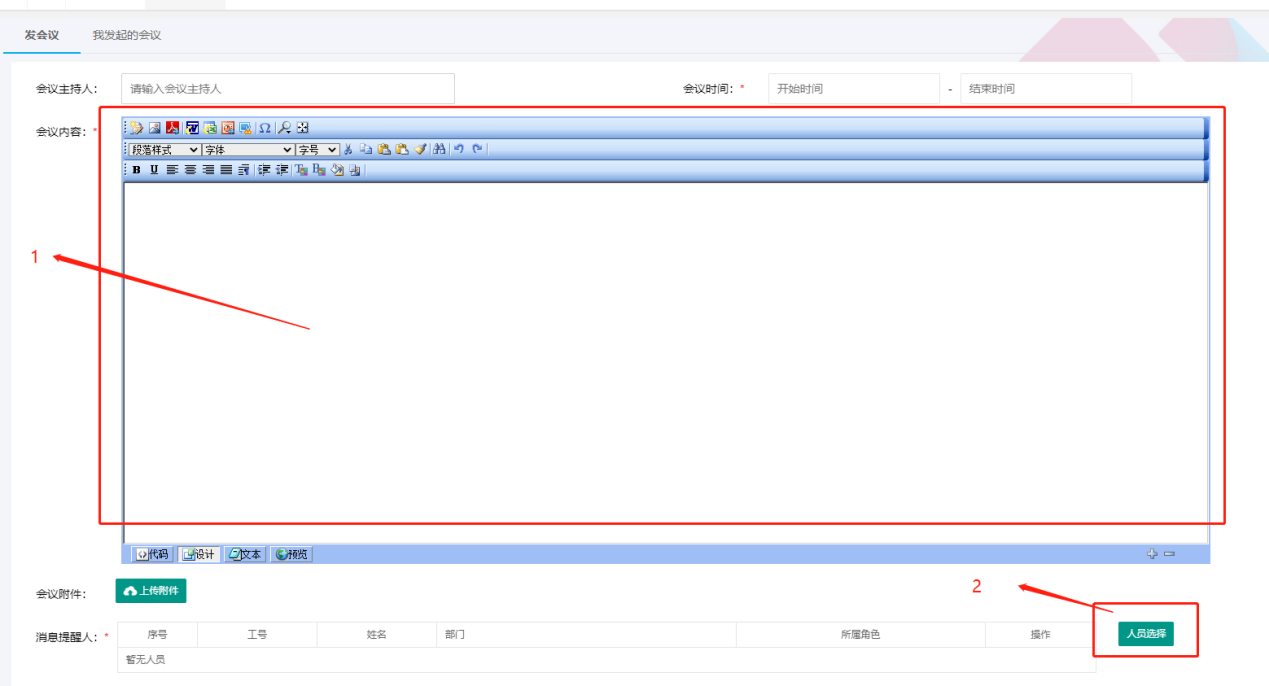 发会议 我发起的会议
会议主持人: 请输入会议主持人 会议时间: * 开始时间 - 结束时间
会议内容: *
段落样式 字体 字号
B U
1
代码 设计 文本 预览
会议附件: 上传附件
2
消息提醒人: * 序号 工号 姓名 部门 所属角色 操作 人员选择
暂无人员